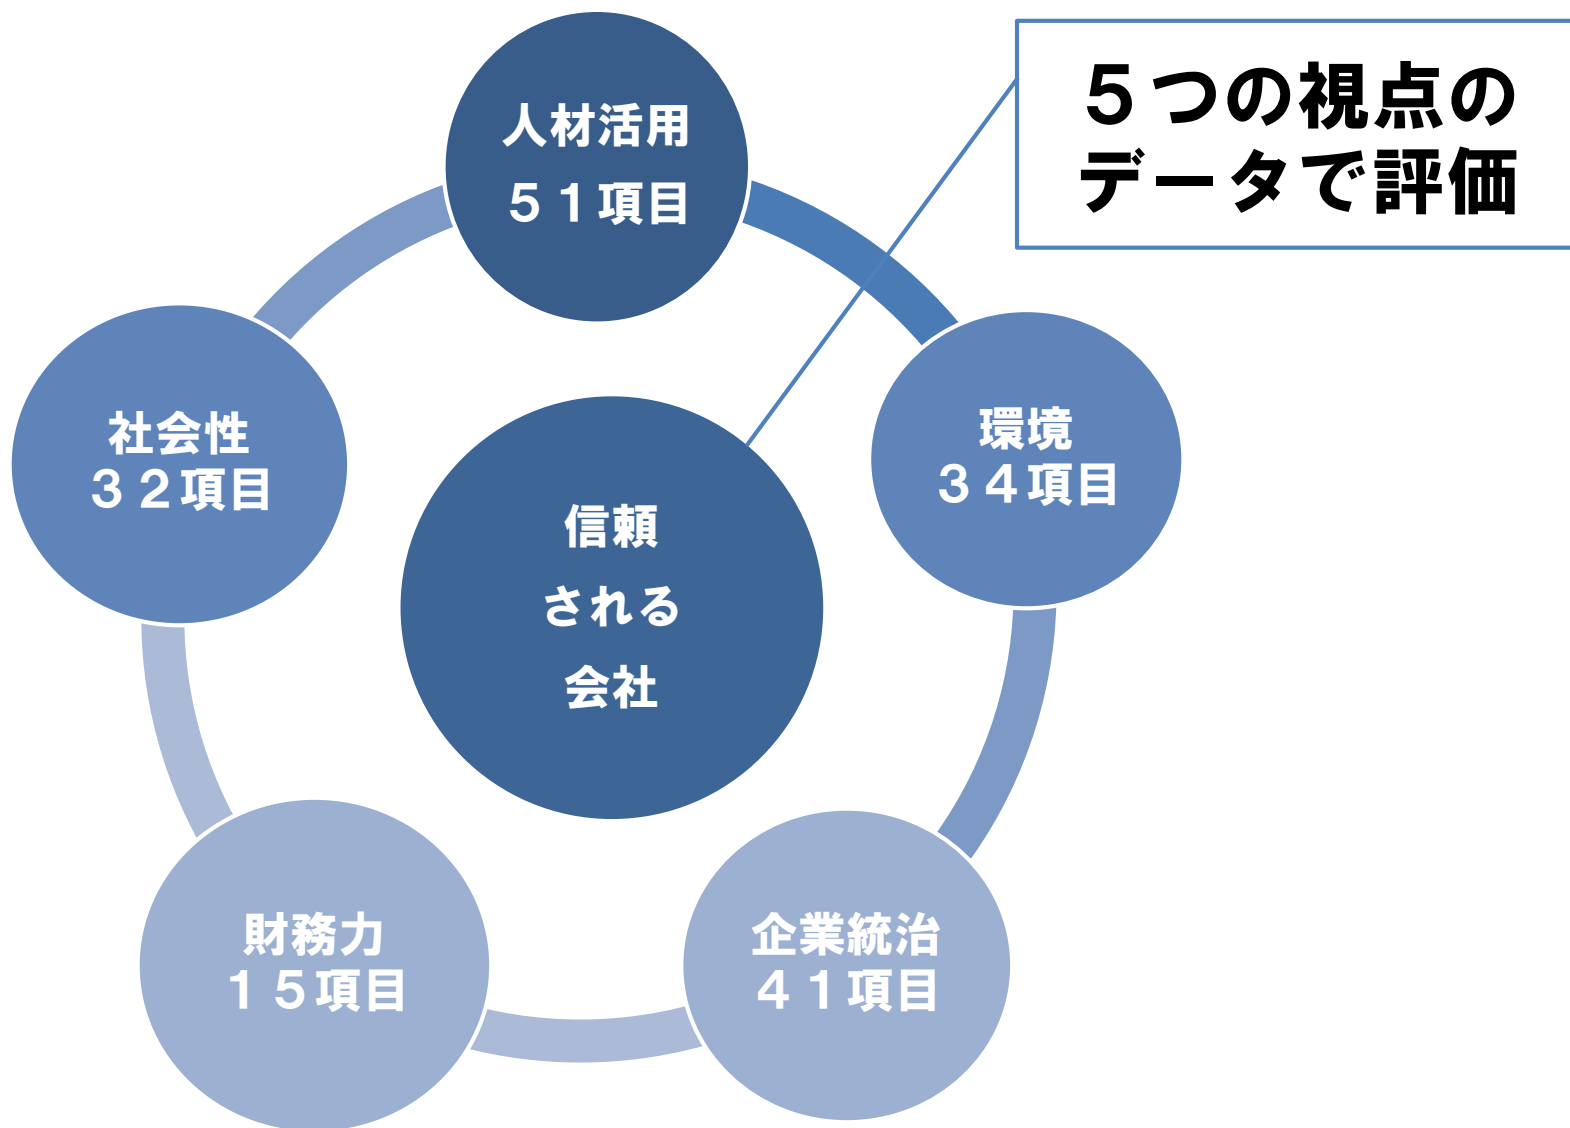 ５つの視点の
データで評価
人材活用
５１項目
社会性
３２項目
環境
３４項目
信頼
される
会社
財務力
１５項目
企業統治
４１項目